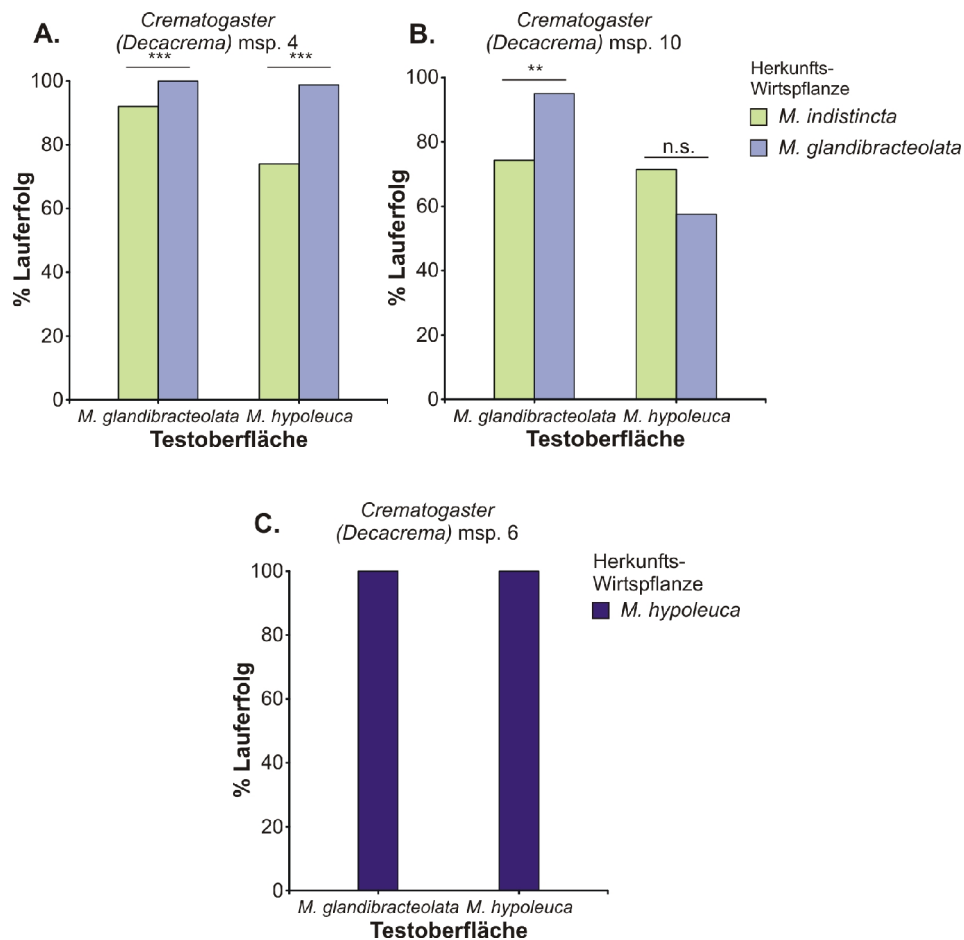 A.
Crematogaster
(Decacrema) msp. 4
***
***
100
80
60
40
20
0
% Lauferfolg
M. glandibracteolata
M. hypoleuca
Testoberfläche
B.
Crematogaster
(Decacrema) msp. 10
**
n.s.
100
80
60
40
20
0
% Lauferfolg
M. glandibracteolata
M. hypoleuca
Testoberfläche
Herkunfts-
Wirtspflanze
M. indistincta
M. glandibracteolata
C.
Crematogaster
(Decacrema) msp. 6
100
80
60
40
20
0
% Lauferfolg
M. glandibracteolata
M. hypoleuca
Testoberfläche
Herkunfts-
Wirtspflanze
M. hypoleuca